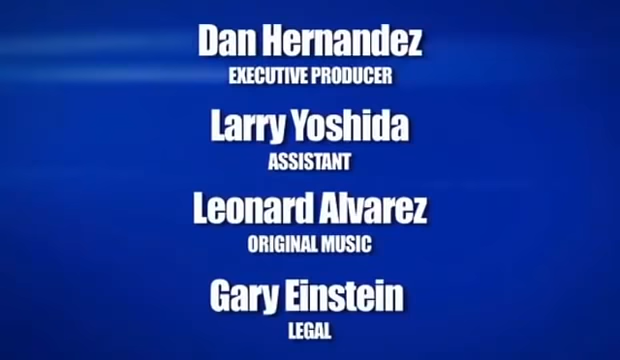 Dan Hernandez
EXECUTIVE PRODUCER
Larry Yoshida
ASSISTANT
Leonard Alvarez
ORIGINAL MUSIC
Gary Einstein
LEGAL